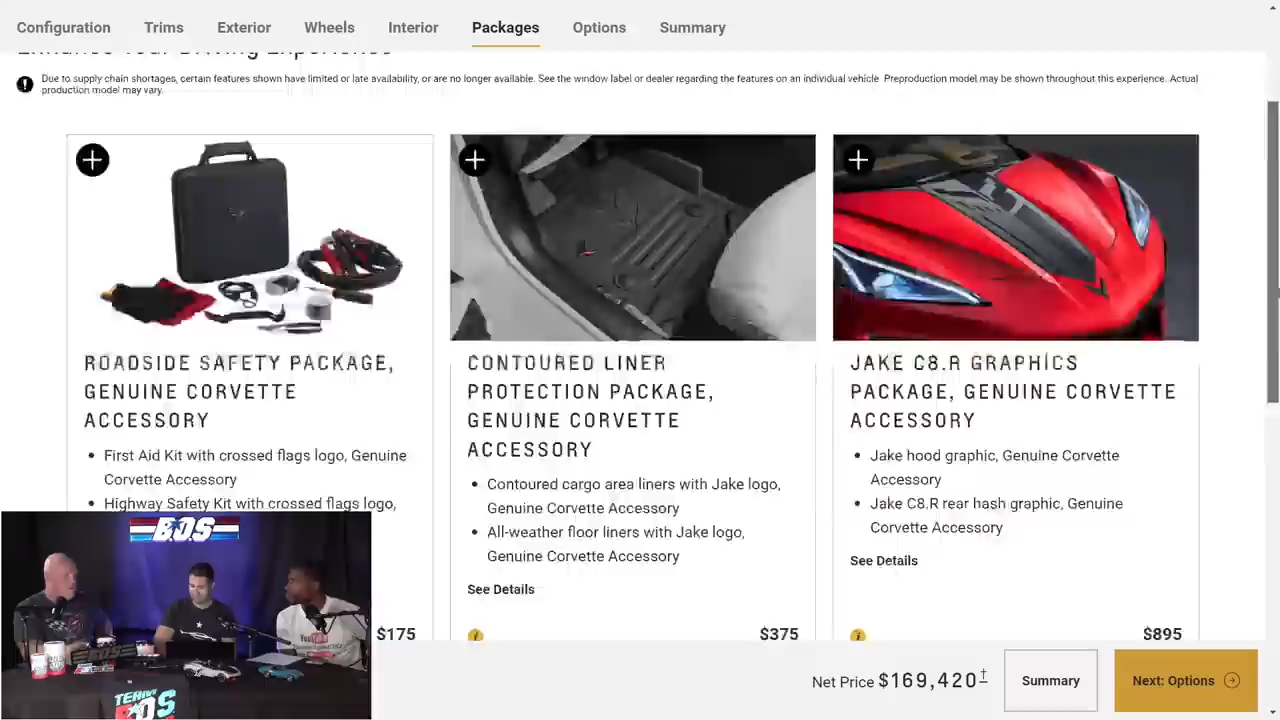 Configuration Trims Exterior Wheels Interior Packages Options Summary
Enhance Your Driving Experience
Due to supply chain shortages, certain features shown have limited or late availability, or are no longer available. See the window label or dealer regarding the features on an individual vehicle. Preproduction model may be shown throughout this experience. Actual
production model may vary.
ROADSIDE SAFETY PACKAGE,
GENUINE CORVETTE
ACCESSORY
First Aid Kit with crossed flags logo, Genuine
Corvette Accessory
Highway Safety Kit with crossed flags logo,
$175
CONTOURED LINER
PROTECTION PACKAGE,
GENUINE CORVETTE
ACCESSORY
Contoured cargo area liners with Jake logo,
Genuine Corvette Accessory
All-weather floor liners with Jake logo,
Genuine Corvette Accessory
See Details
$375
JAKE C8.R GRAPHICS
PACKAGE, GENUINE CORVETTE
ACCESSORY
Jake hood graphic, Genuine Corvette
Accessory
Jake C8.R rear hash graphic, Genuine
Corvette Accessory
See Details
$895
BOS
YouTube
TEAM
BOS
Net Price $169,420†
Summary
Next: Options